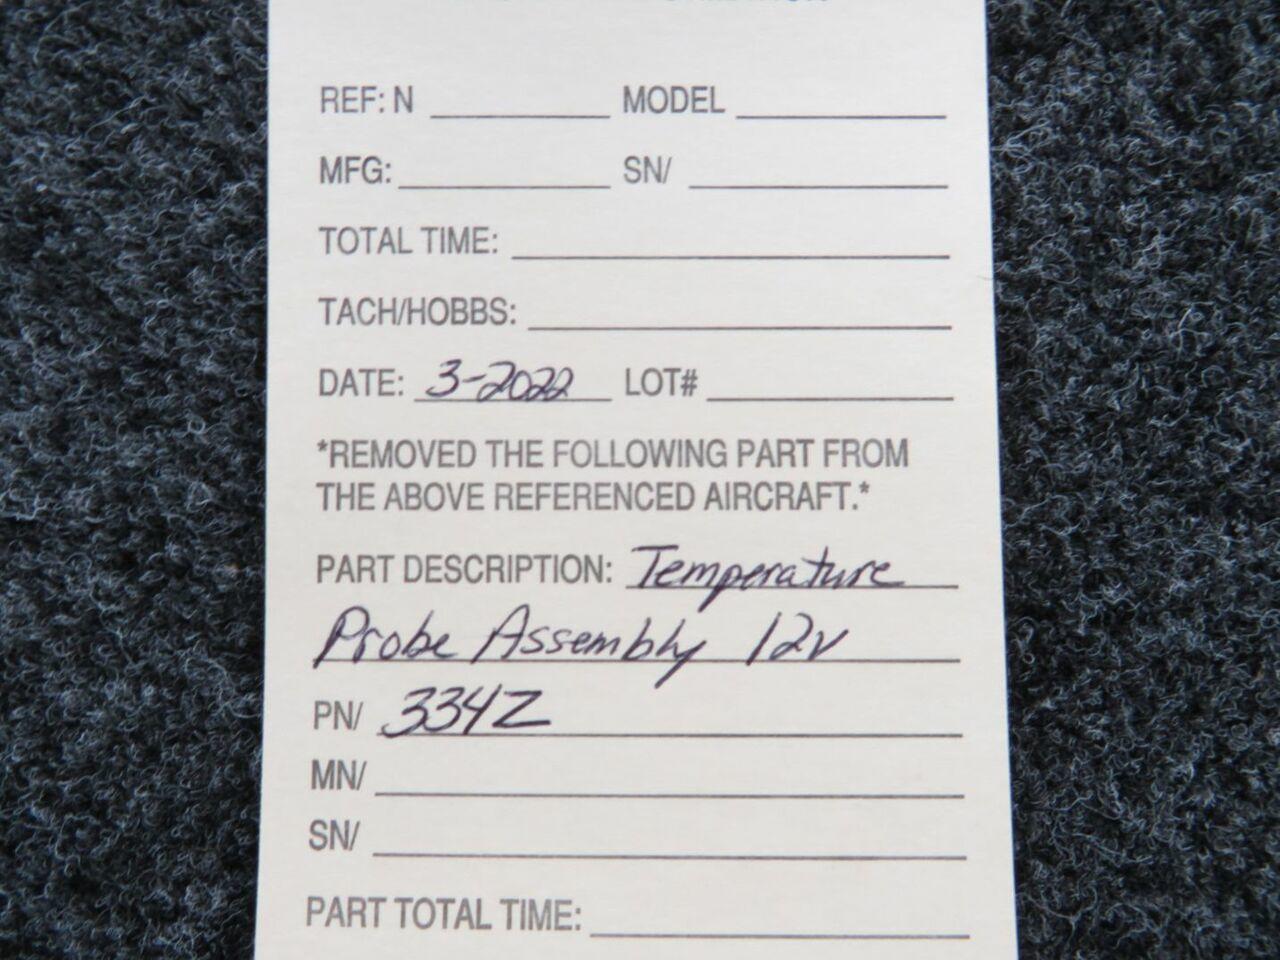 REF: N MODEL
MFG: SN/
TOTAL TIME:
TACH/HOBBS:
DATE: 3-2022 LOT#
*REMOVED THE FOLLOWING PART FROM
THE ABOVE REFERENCED AIRCRAFT.*
PART DESCRIPTION: Temperature
Probe Assembly 12v
PN/ 334Z
MN/
SN/
PART TOTAL TIME: